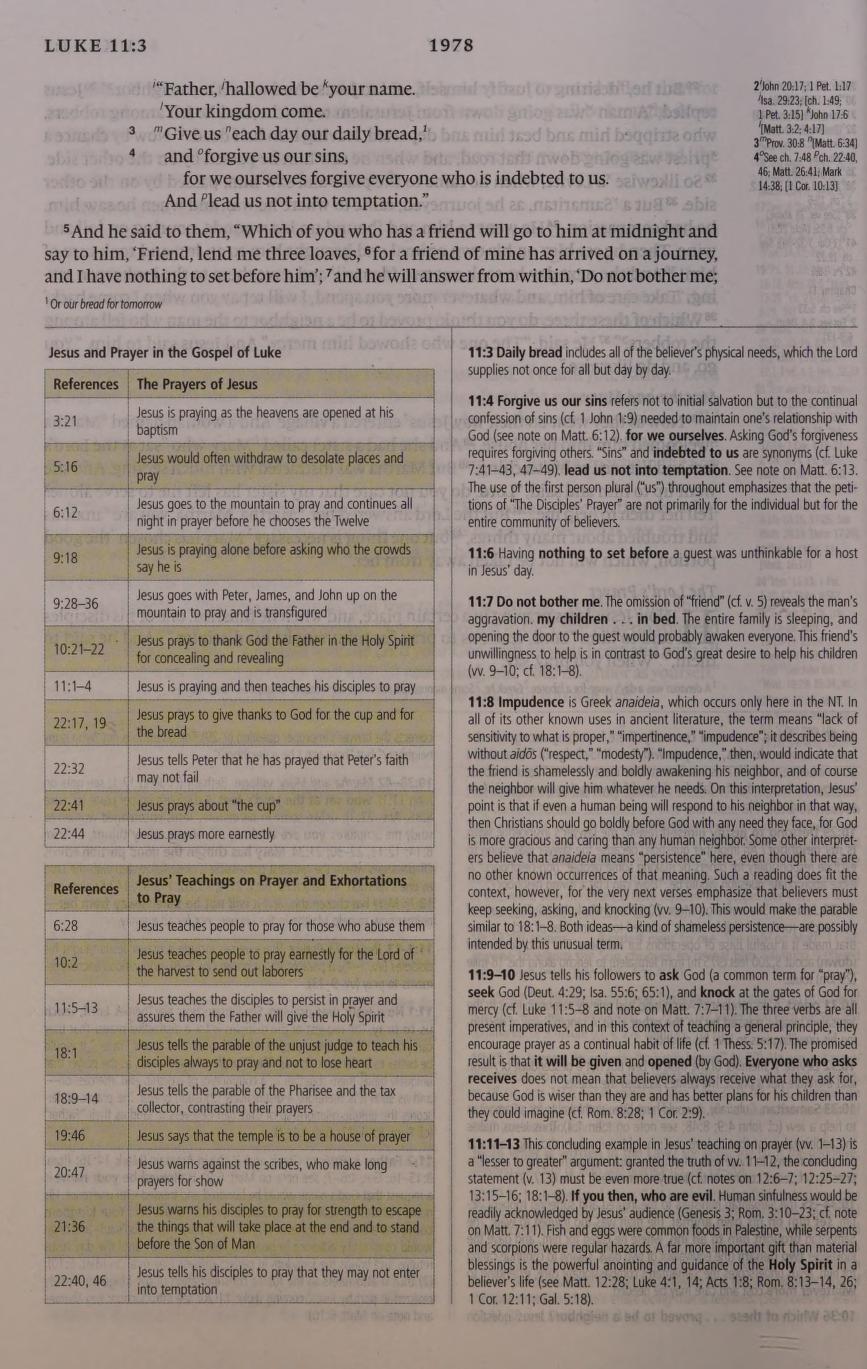 LUKE 11:3
1978
i“Father, jhallowed be kyour name.
lYour kingdom come.
3 m“Give us neach day our daily bread,1
4 and oforgive us our sins,
for we ourselves forgive everyone who is indebted to us.
And plead us not into temptation.”
5And he said to them, “Which of you who has a friend will go to him at midnight and
say to him, ‘Friend, lend me three loaves, 6for a friend of mine has arrived on a journey,
and I have nothing to set before him’; 7and he will answer from within, ‘Do not bother me;
1 Or our bread for tomorrow
2 iJohn 20:17; 1 Pet. 1:17
jIsa. 29:23; [ch. 1:49;
1 Pet. 3:15] kJohn 17:6
l[Matt. 3:2; 4:17]
3 mProv. 30:8 n[Matt. 6:34]
4 oSee ch. 7:48 pch. 22:40,
46; Matt. 26:41; Mark
14:38; [1 Cor. 10:13]
Jesus and Prayer in the Gospel of Luke
References The Prayers of Jesus
3:21 Jesus is praying as the heavens are opened at his
baptism
5:16 Jesus would often withdraw to desolate places and
pray
6:12 Jesus goes to the mountain to pray and continues all
night in prayer before he chooses the Twelve
9:18 Jesus is praying alone before asking who the crowds
say he is
9:28–36 Jesus goes with Peter, James, and John up on the
mountain to pray and is transfigured
10:21–22 Jesus prays to thank God the Father in the Holy Spirit
for concealing and revealing
11:1–4 Jesus is praying and then teaches his disciples to pray
22:17, 19 Jesus prays to give thanks to God for the cup and for
the bread
22:32 Jesus tells Peter that he has prayed that Peter’s faith
may not fail
22:41 Jesus prays about “the cup”
22:44 Jesus prays more earnestly
References Jesus’ Teachings on Prayer and Exhortations
to Pray
6:28 Jesus teaches people to pray for those who abuse them
10:2 Jesus teaches people to pray earnestly for the Lord of
the harvest to send out laborers
11:5–13 Jesus teaches the disciples to persist in prayer and
assures them the Father will give the Holy Spirit
18:1 Jesus tells the parable of the unjust judge to teach his
disciples always to pray and not to lose heart
18:9–14 Jesus tells the parable of the Pharisee and the tax
collector, contrasting their prayers
19:46 Jesus says that the temple is to be a house of prayer
20:47 Jesus warns against the scribes, who make long
prayers for show
21:36 Jesus warns his disciples to pray for strength to escape
the things that will take place at the end and to stand
before the Son of Man
22:40, 46 Jesus tells his disciples to pray that they may not enter
into temptation
11:3 Daily bread includes all of the believer’s physical needs, which the Lord
supplies not once for all but day by day.
11:4 Forgive us our sins refers not to initial salvation but to the continual
confession of sins (cf. 1 John 1:9) needed to maintain one’s relationship with
God (see note on Matt. 6:12). for we ourselves. Asking God’s forgiveness
requires forgiving others. “Sins” and indebted to us are synonyms (cf. Luke
7:41–43, 47–49). lead us not into temptation. See note on Matt. 6:13.
The use of the first person plural (“us”) throughout emphasizes that the peti-
tions of “The Disciples’ Prayer” are not primarily for the individual but for the
entire community of believers.
11:6 Having nothing to set before a guest was unthinkable for a host
in Jesus’ day.
11:7 Do not bother me. The omission of “friend” (cf. v. 5) reveals the man’s
aggravation. my children . . . in bed. The entire family is sleeping, and
opening the door to the guest would probably awaken everyone. This friend’s
unwillingness to help is in contrast to God’s great desire to help his children
(vv. 9–10; cf. 18:1–8).
11:8 Impudence is Greek anaideia, which occurs only here in the NT. In
all of its other known uses in ancient literature, the term means “lack of
sensitivity to what is proper,” “impertinence,” “impudence”; it describes being
without aidōs (“respect,” “modesty”). “Impudence,” then, would indicate that
the friend is shamelessly and boldly awakening his neighbor, and of course
the neighbor will give him whatever he needs. On this interpretation, Jesus’
point is that if even a human being will respond to his neighbor in that way,
then Christians should go boldly before God with any need they face, for God
is more gracious and caring than any human neighbor. Some other interpret-
ers believe that anaideia means “persistence” here, even though there are
no other known occurrences of that meaning. Such a reading does fit the
context, however, for the very next verses emphasize that believers must
keep seeking, asking, and knocking (vv. 9–10). This would make the parable
similar to 18:1–8. Both ideas—a kind of shameless persistence—are possibly
intended by this unusual term.
11:9–10 Jesus tells his followers to ask God (a common term for “pray”),
seek God (Deut. 4:29; Isa. 55:6; 65:1), and knock at the gates of God for
mercy (cf. Luke 11:5–8 and note on Matt. 7:7–11). The three verbs are all
present imperatives, and in this context of teaching a general principle, they
encourage prayer as a continual habit of life (cf. 1 Thess. 5:17). The promised
result is that it will be given and opened (by God). Everyone who asks
receives does not mean that believers always receive what they ask for,
because God is wiser than they are and has better plans for his children than
they could imagine (cf. Rom. 8:28; 1 Cor. 2:9).
11:11–13 This concluding example in Jesus’ teaching on prayer (vv. 1–13) is
a “lesser to greater” argument: granted the truth of vv. 11–12, the concluding
statement (v. 13) must be even more true (cf. notes on 12:6–7; 12:25–27;
13:15–16; 18:1–8). If you then, who are evil. Human sinfulness would be
readily acknowledged by Jesus’ audience (Genesis 3; Rom. 3:10–23; cf. note
on Matt. 7:11). Fish and eggs were common foods in Palestine, while serpents
and scorpions were regular hazards. A far more important gift than material
blessings is the powerful anointing and guidance of the Holy Spirit in a
believer’s life (see Matt. 12:28; Luke 4:1, 14; Acts 1:8; Rom. 8:13–14, 26;
1 Cor. 12:11; Gal. 5:18).